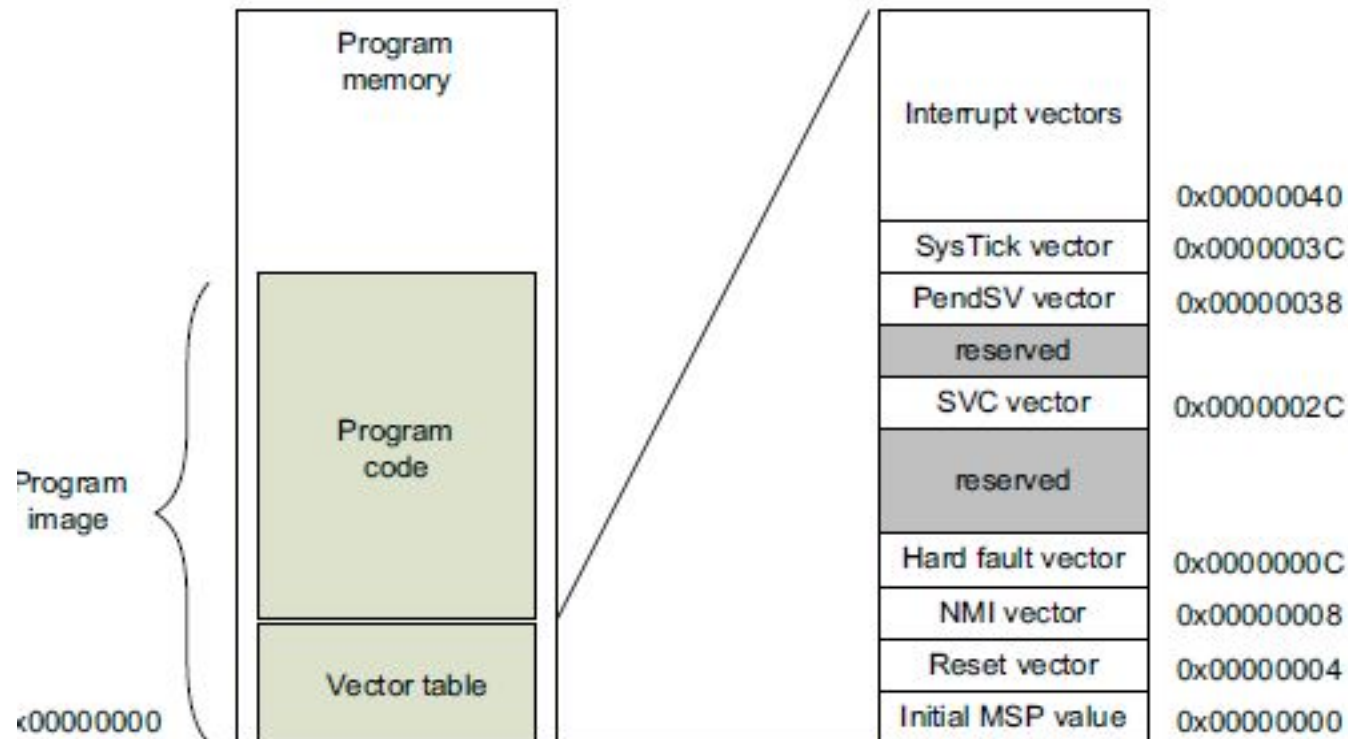 Program
memory
Program
code
Program
image
Vector table
x00000000
Interrupt vectors
0x00000040
SysTick vector
0x0000003C
PendSV vector
0x00000038
reserved
SVC vector
0x0000002C
reserved
Hard fault vector
0x0000000C
NMI vector
0x00000008
Reset vector
0x00000004
Initial MSP value
0x00000000